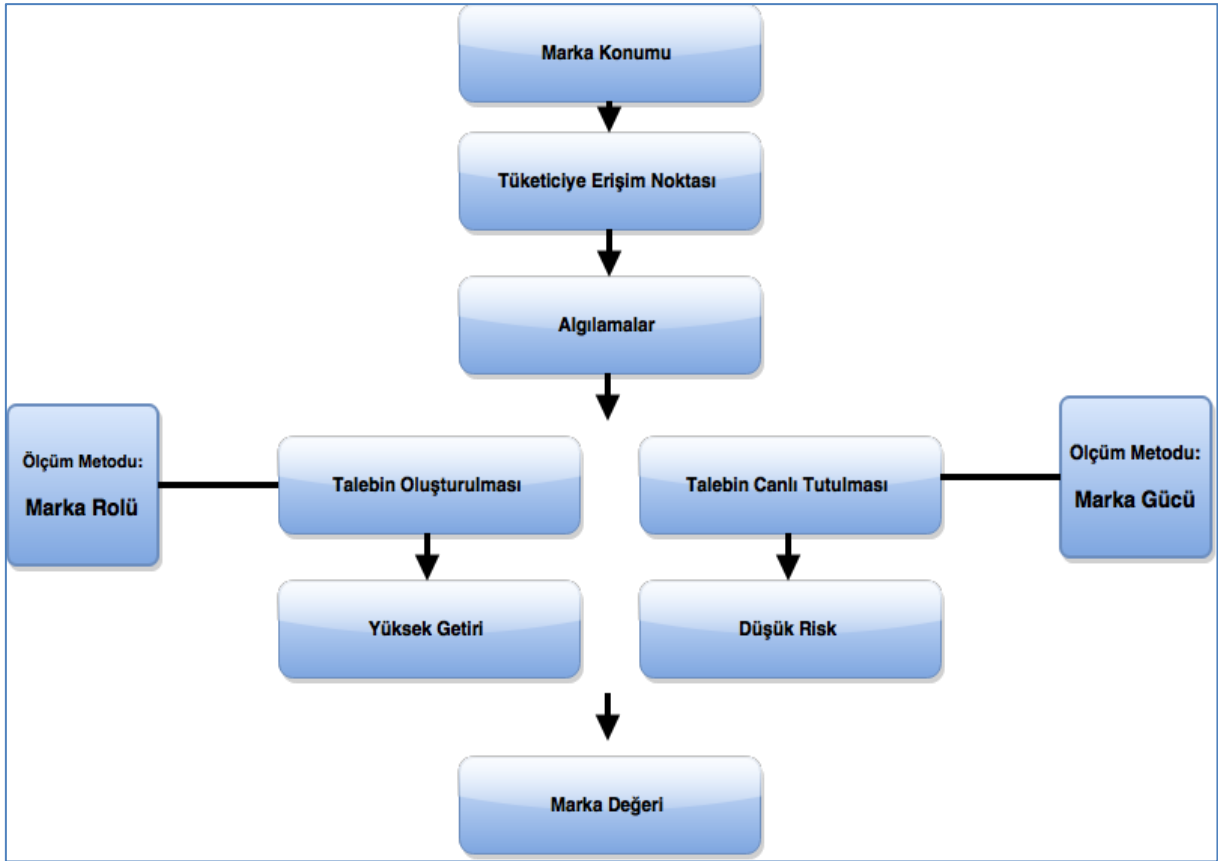 Marka Konumu
Tüketiciye Erişim Noktası
Algılamalar
Ölçüm Metodu:
Marka Rolü
Talebin Oluşturulması
Talebin Canlı Tutulması
Olçüm Metodu:
Marka Gücü
Yüksek Getiri
Düşük Risk
Marka Değeri